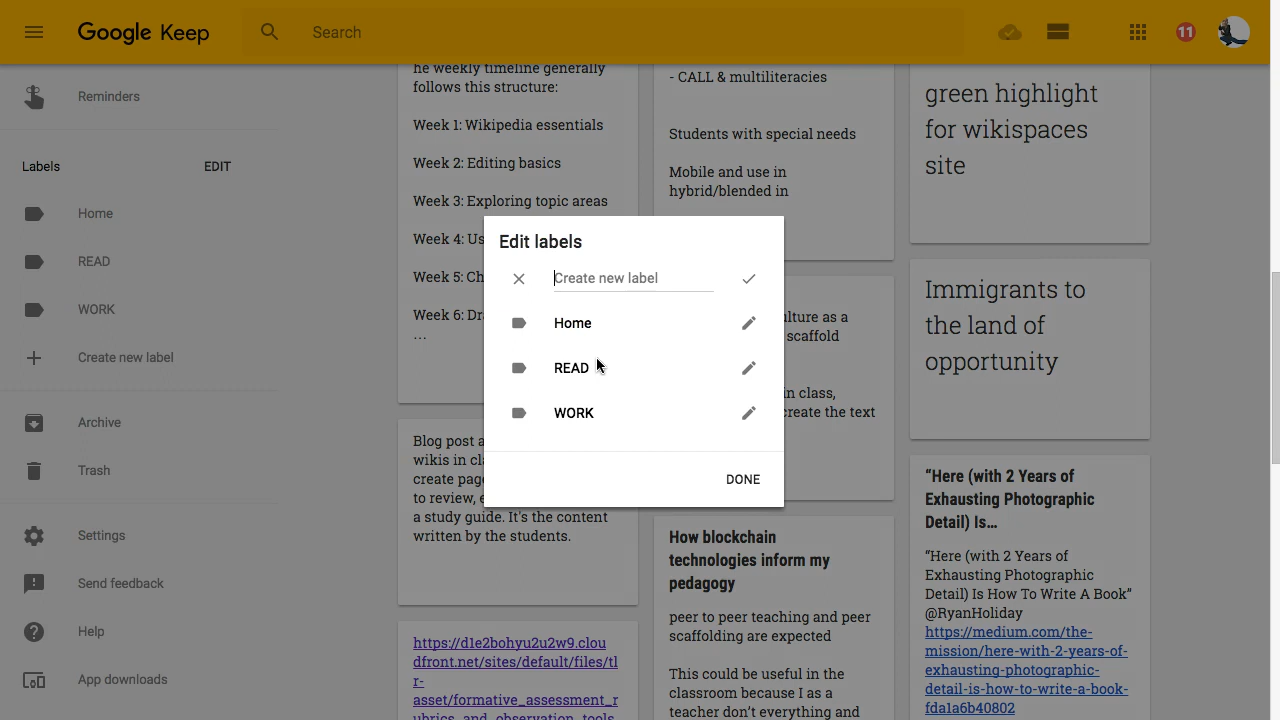 Google Keep
Search
11
Reminders
Labels
EDIT
Home
READ
WORK
Create new label
Archive
Trash
Settings
Send feedback
Help
App downloads
he weekly timeline generally
follows this structure:
Week 1: Wikipedia essentials
Week 2: Editing basics
Week 3: Exploring topic areas
Week 4: Us
Week 5: Ch
Week 6: Dr
...
Blog post a
wikis in cl
create page
to review, e
a study guide. It's the content
written by the students.
https://d1e2bohyu2u2w9.clou
dfront.net/sites/default/files/tl
r-
asset/formative_assessment_r
ubrics_and_observation_tools
Edit labels
Create new label
Home
READ
WORK
DONE
- CALL & multiliteracies
Students with special needs
Mobile and use in
hybrid/blended in
lture as a
scaffold
in class,
create the text
How blockchain
technologies inform my
pedagogy
peer to peer teaching and peer
scaffolding are expected
This could be useful in the
classroom because I as a
teacher don't everything and
green highlight
for wikispaces
site
Immigrants to
the land of
opportunity
“Here (with 2 Years of
Exhausting Photographic
Detail) Is…
“Here (with 2 Years of
Exhausting Photographic
Detail) Is How To Write A Book”
@RyanHoliday
https://medium.com/the-
mission/here-with-2-years-of-
exhausting-photographic-
detail-is-how-to-write-a-book-
fda1a6b40802